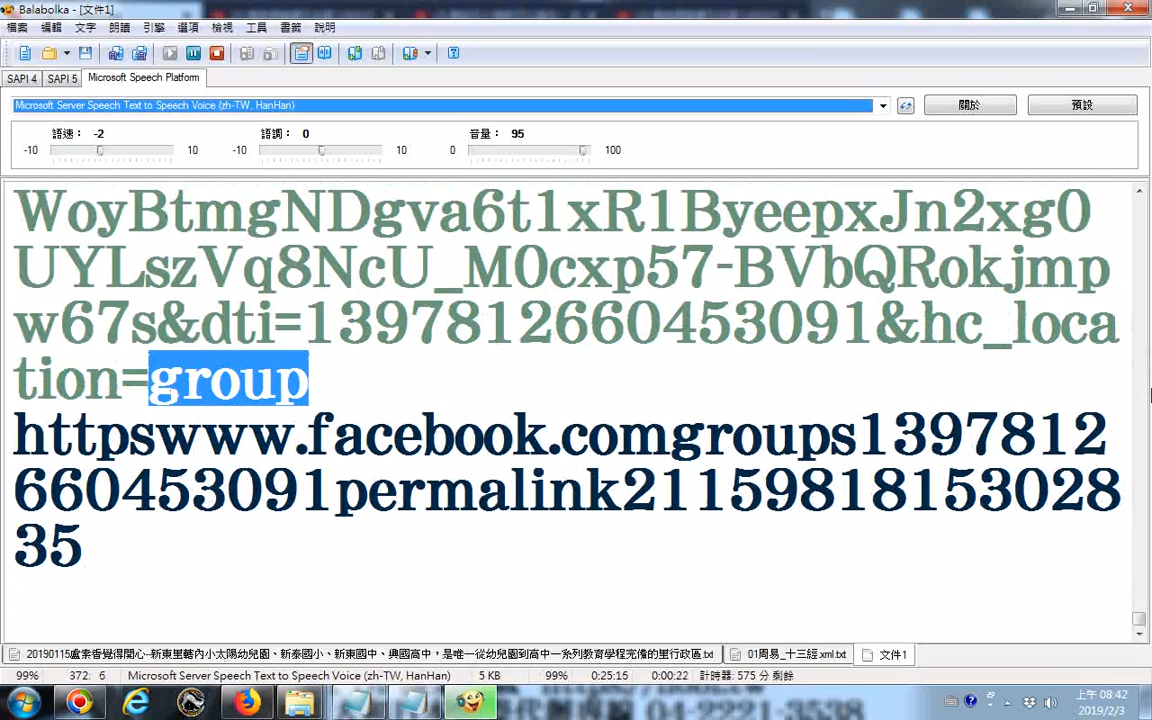 Balabolka - [文件1]
檔案 編輯 文字 朗讀 引擎 選項 檢視 工具 書籤 說明
SAPI 4 SAPI 5 Microsoft Speech Platform
Microsoft Server Speech Text to Speech Voice (zh-TW, HanHan) 關於 預設
語速： -2 語調： 0 音量： 95
-10 10 -10 10 0 100
WoyBtmgNDgva6t1xR1ByeepxJn2xg0
UYLszVq8NcU_M0cxp57-BVbQRokjmp
w67s&dti=1397812660453091&hc_loca
tion=group
httpswww.facebook.comgroups1397812
660453091permalink21159818153028
35
20190115盧素香覺得開心--新東里轄內小太陽幼兒園、新泰國小、新東國中、興國高中，是唯一從幼兒園到高中一系列教育學程完備的里行政區.txt 01周易_十三經.xml.txt 文件1
99% 372: 6 Microsoft Server Speech Text to Speech Voice (zh-TW, HanHan) 5 KB 99% 0:25:16 0:00:22 計時器: 575 分 剩餘
04-2221-3538
上午 08:42
2019/2/3